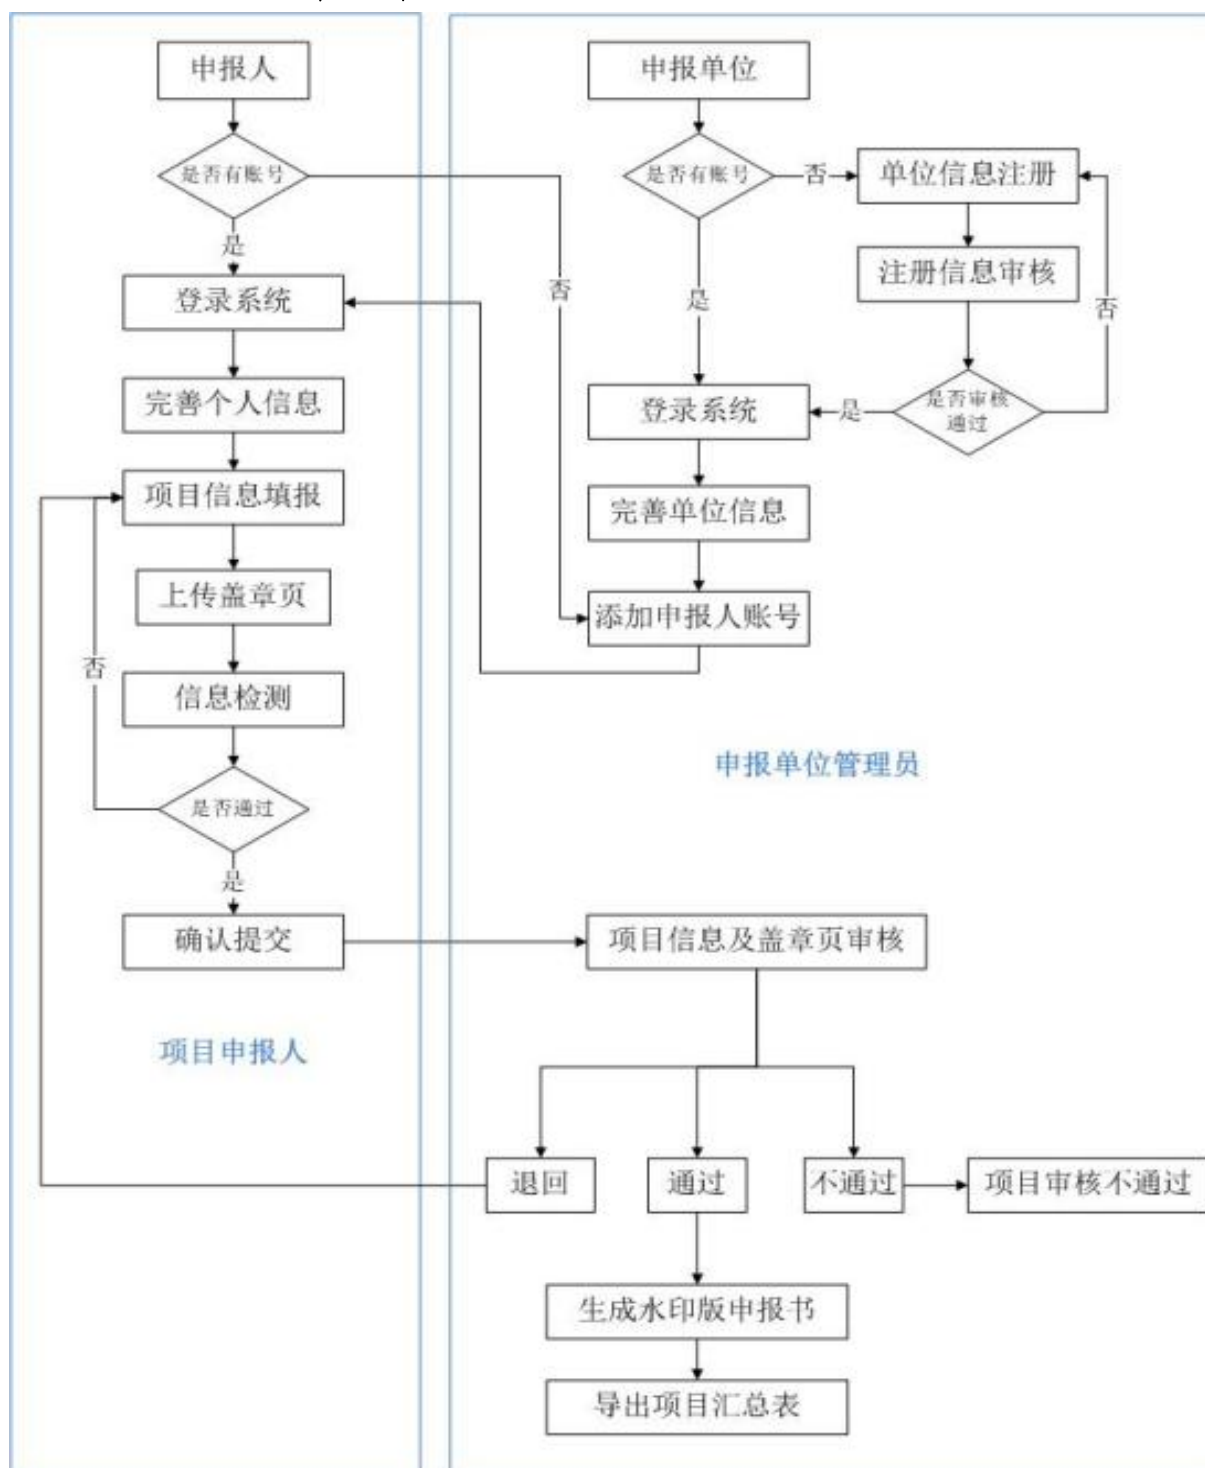 申报人
是否有账号
是
登录系统
完善个人信息
项目信息填报
上传盖章页
否
信息检测
是否通过
是
确认提交
项目申报人
否
申报单位
是否有账号
否
单位信息注册
注册信息审核
否
是
是否审核
通过
是
登录系统
完善单位信息
添加申报人账号
申报单位管理员
项目信息及盖章页审核
退回
通过
不通过
项目审核不通过
生成水印版申报书
导出项目汇总表